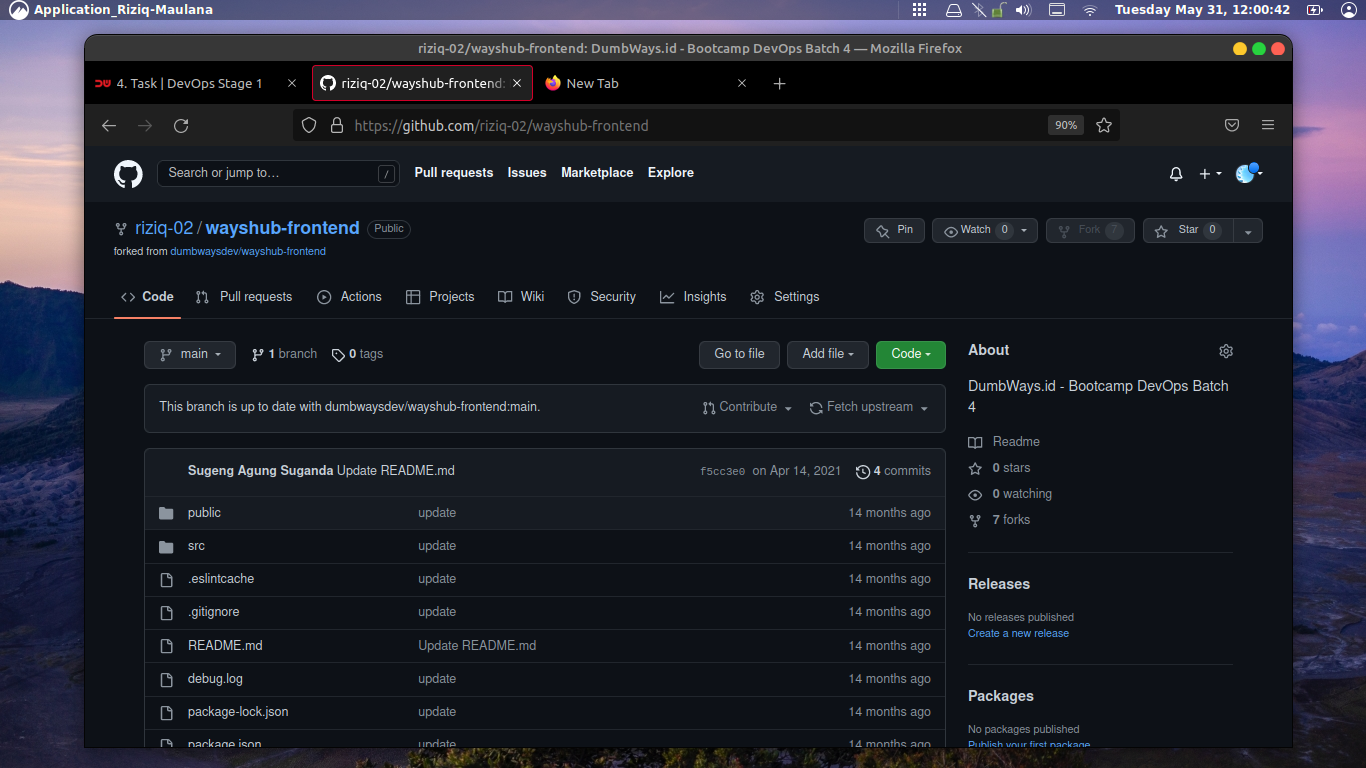 Application_Riziq-Maulana
Tuesday May 31, 12:00:42
riziq-02/wayshub-frontend: DumbWays.id - Bootcamp DevOps Batch 4 — Mozilla Firefox
4. Task | DevOps Stage 1
riziq-02/wayshub-frontend:
New Tab
https://github.com/riziq-02/wayshub-frontend
90%
Search or jump to…
/
Pull requests
Issues
Marketplace
Explore
riziq-02 / wayshub-frontend
Public
Pin
Watch 0
Fork 7
Star 0
forked from dumbwaysdev/wayshub-frontend
Code
Pull requests
Actions
Projects
Wiki
Security
Insights
Settings
main
1 branch
0 tags
Go to file
Add file
Code
This branch is up to date with dumbwaysdev/wayshub-frontend:main.
Contribute
Fetch upstream
Sugeng Agung Suganda Update README.md
f5cc3e0 on Apr 14, 2021
4 commits
public update 14 months ago
src update 14 months ago
.eslintcache update 14 months ago
.gitignore update 14 months ago
README.md Update README.md 14 months ago
debug.log update 14 months ago
package-lock.json update 14 months ago
package.json update 14 months ago
About
DumbWays.id - Bootcamp DevOps Batch
4
Readme
0 stars
0 watching
7 forks
Releases
No releases published
Create a new release
Packages
No packages published
Publish your first package